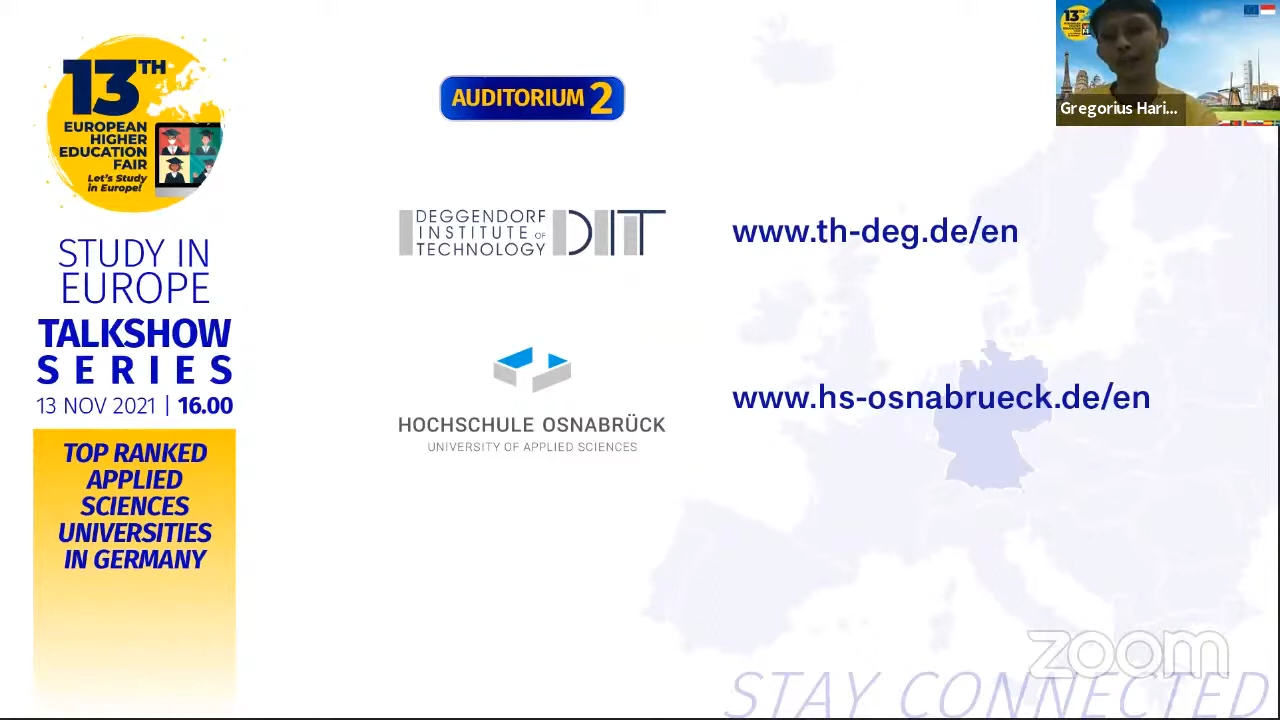 13TH
EUROPEAN
HIGHER
EDUCATION
FAIR
Let's Study
in Europe!
STUDY IN
EUROPE
TALKSHOW
SERIES
13 NOV 2021 | 16.00
TOP RANKED
APPLIED
SCIENCES
UNIVERSITIES
IN GERMANY
AUDITORIUM 2
DEGGENDORF
INSTITUTE OF
TECHNOLOGY
DIT
www.th-deg.de/en
HOCHSCHULE OSNABRÜCK
UNIVERSITY OF APPLIED SCIENCES
www.hs-osnabrueck.de/en
13TH
Gregorius Hari...
zoom
STAY CONNECTED